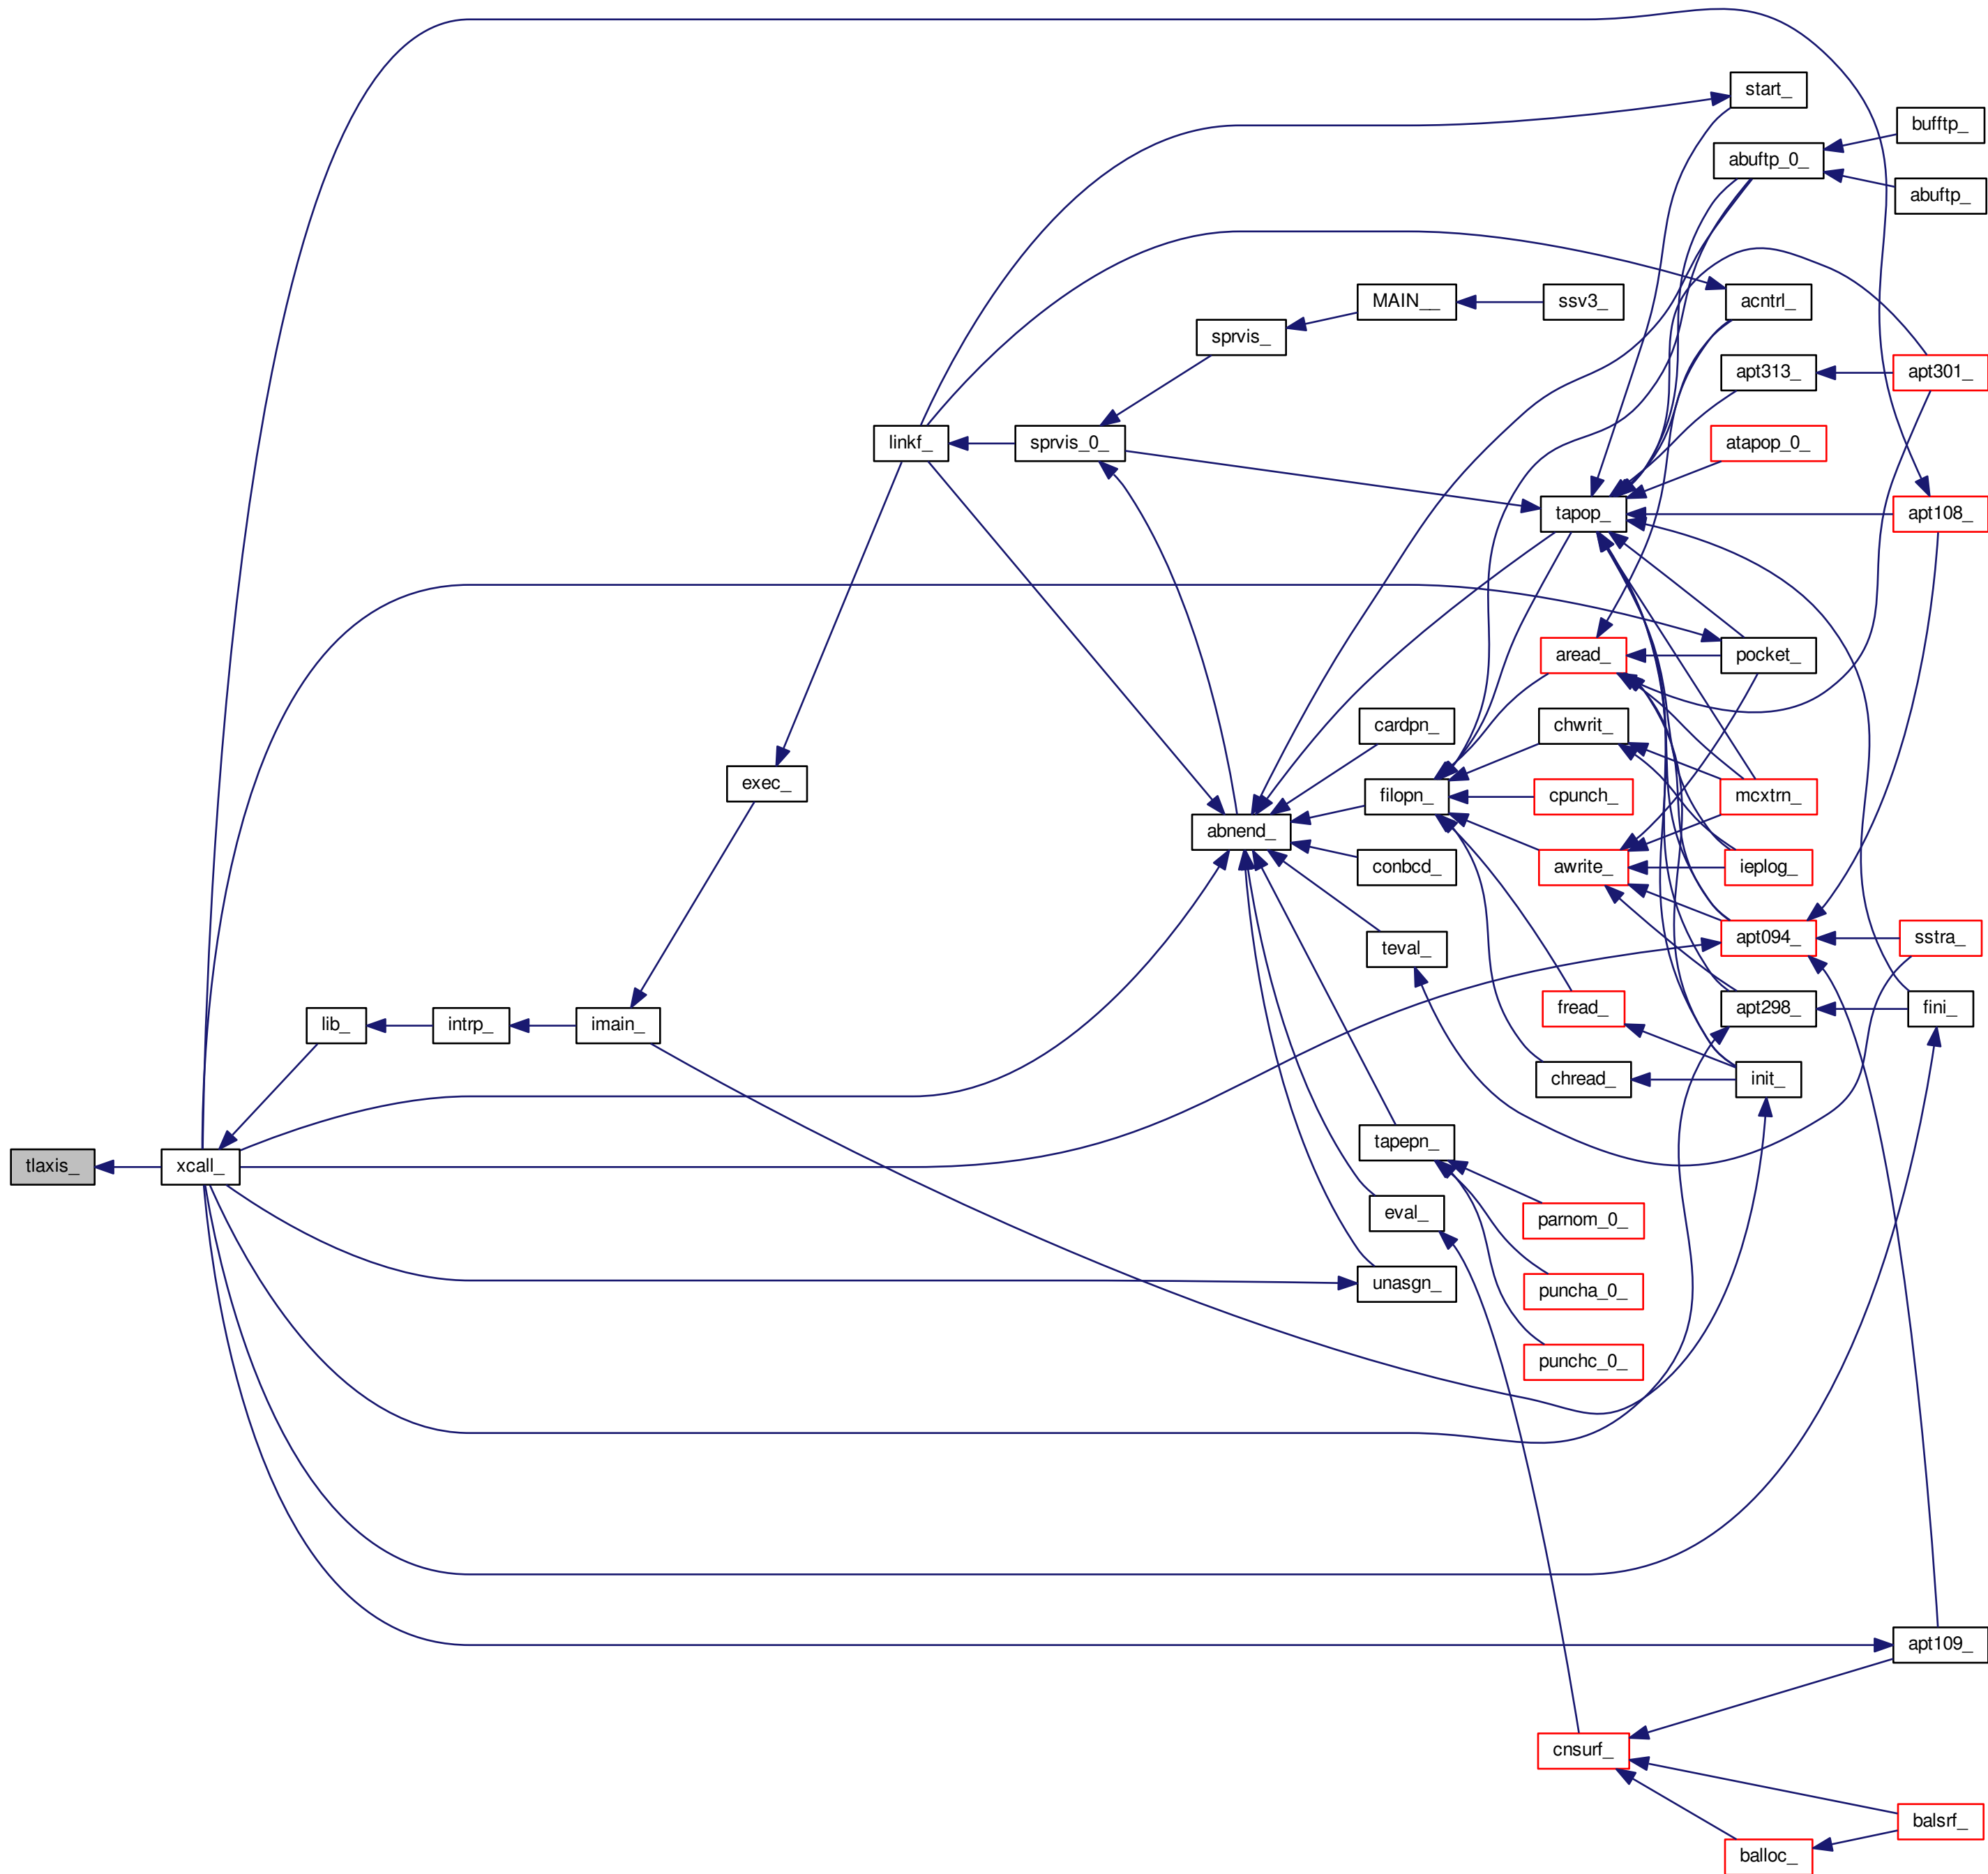 start_
bufftp_
abuftp_0_
abuftp_
MAIN__
ssv3_
acntrl_
sprvis_
apt313_
apt301_
linkf_
sprvis_0_
atapop_0_
tapop_
apt108_
aread_
pocket_
cardpn_
chwrit_
exec_
filopn_
cpunch_
mcxtrn_
abnend_
conbcd_
awrite_
ieplog_
teval_
apt094_
sstra_
lib_
intrp_
imain_
fread_
apt298_
fini_
chread_
init_
tlaxis_
xcall_
tapepn_
eval_
parnom_0_
unasgn_
puncha_0_
punchc_0_
apt109_
cnsurf_
balsrf_
balloc_